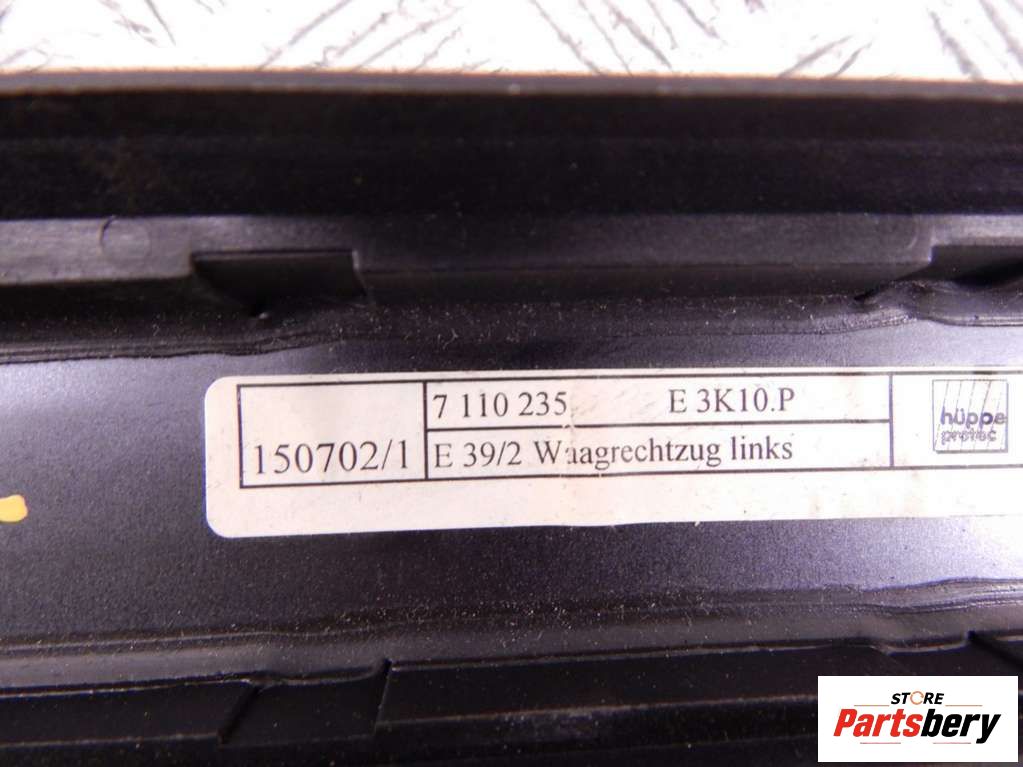 7 110 235 E 3K10.P
150702/1 E 39/2 Waagrechtzug links
hüppe
protec
STORE
Partsbery